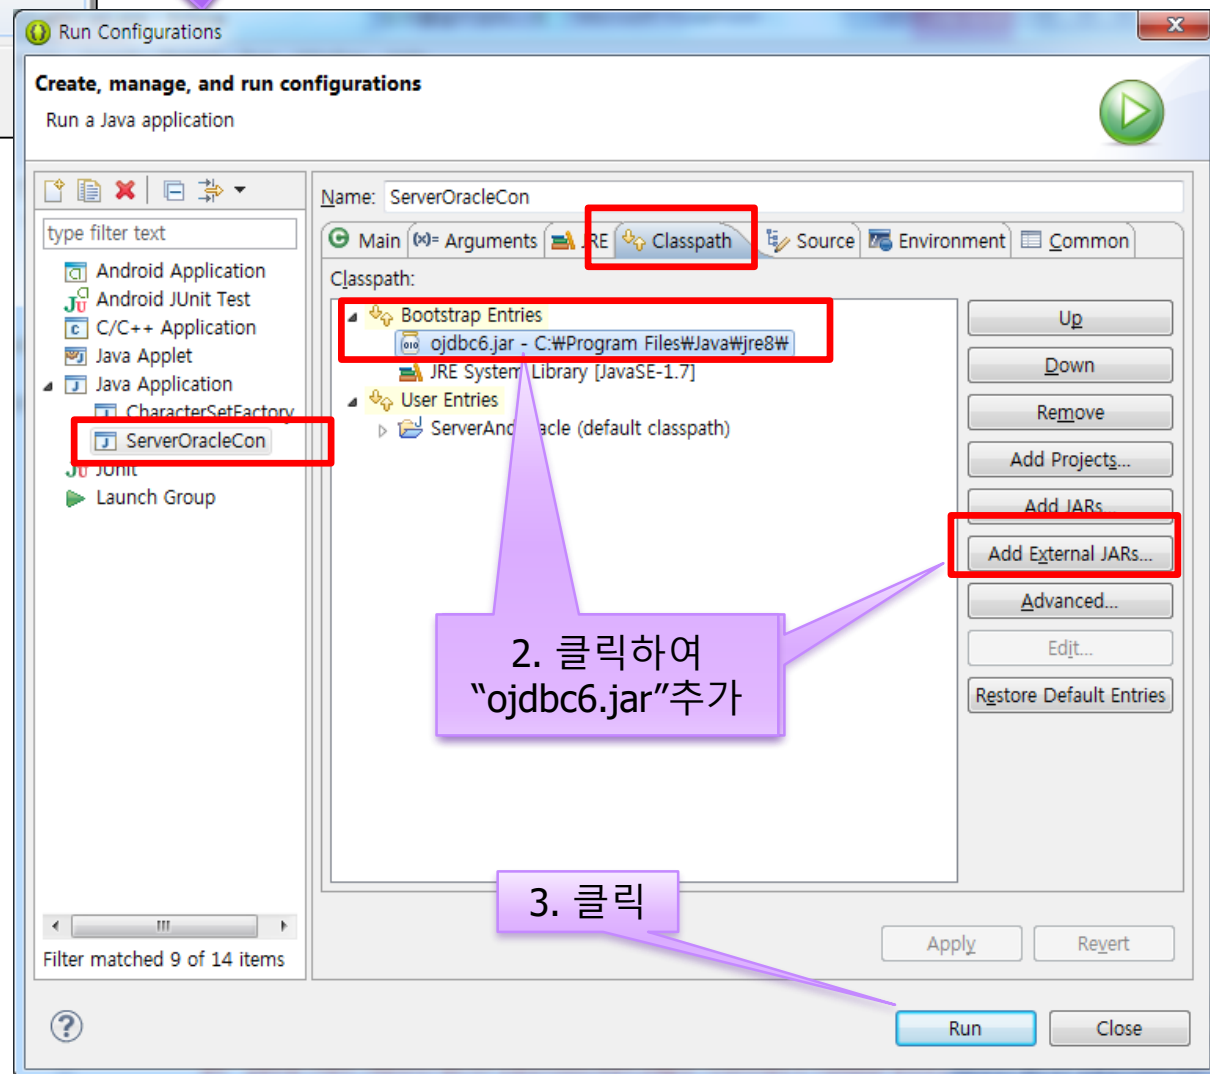 Run Configurations
Create, manage, and run configurations
Run a Java application
type filter text
Android Application
Android JUnit Test
C/C++ Application
Java Applet
Java Application
CharacterSetFactory
ServerOracleCon
JUnit
Launch Group
Filter matched 9 of 14 items
Name: ServerOracleCon
Main (x)= Arguments JRE Classpath Source Environment Common
Classpath:
Bootstrap Entries
ojdbc6.jar - C:₩Program Files₩Java₩jre8₩
JRE System Library [JavaSE-1.7]
User Entries
ServerAndOracle (default classpath)
Up
Down
Remove
Add Projects...
Add JARs...
Add External JARs...
Advanced...
Edit...
Restore Default Entries
2. 클릭하여
“ojdbc6.jar”추가
3. 클릭
Apply Revert
Run Close